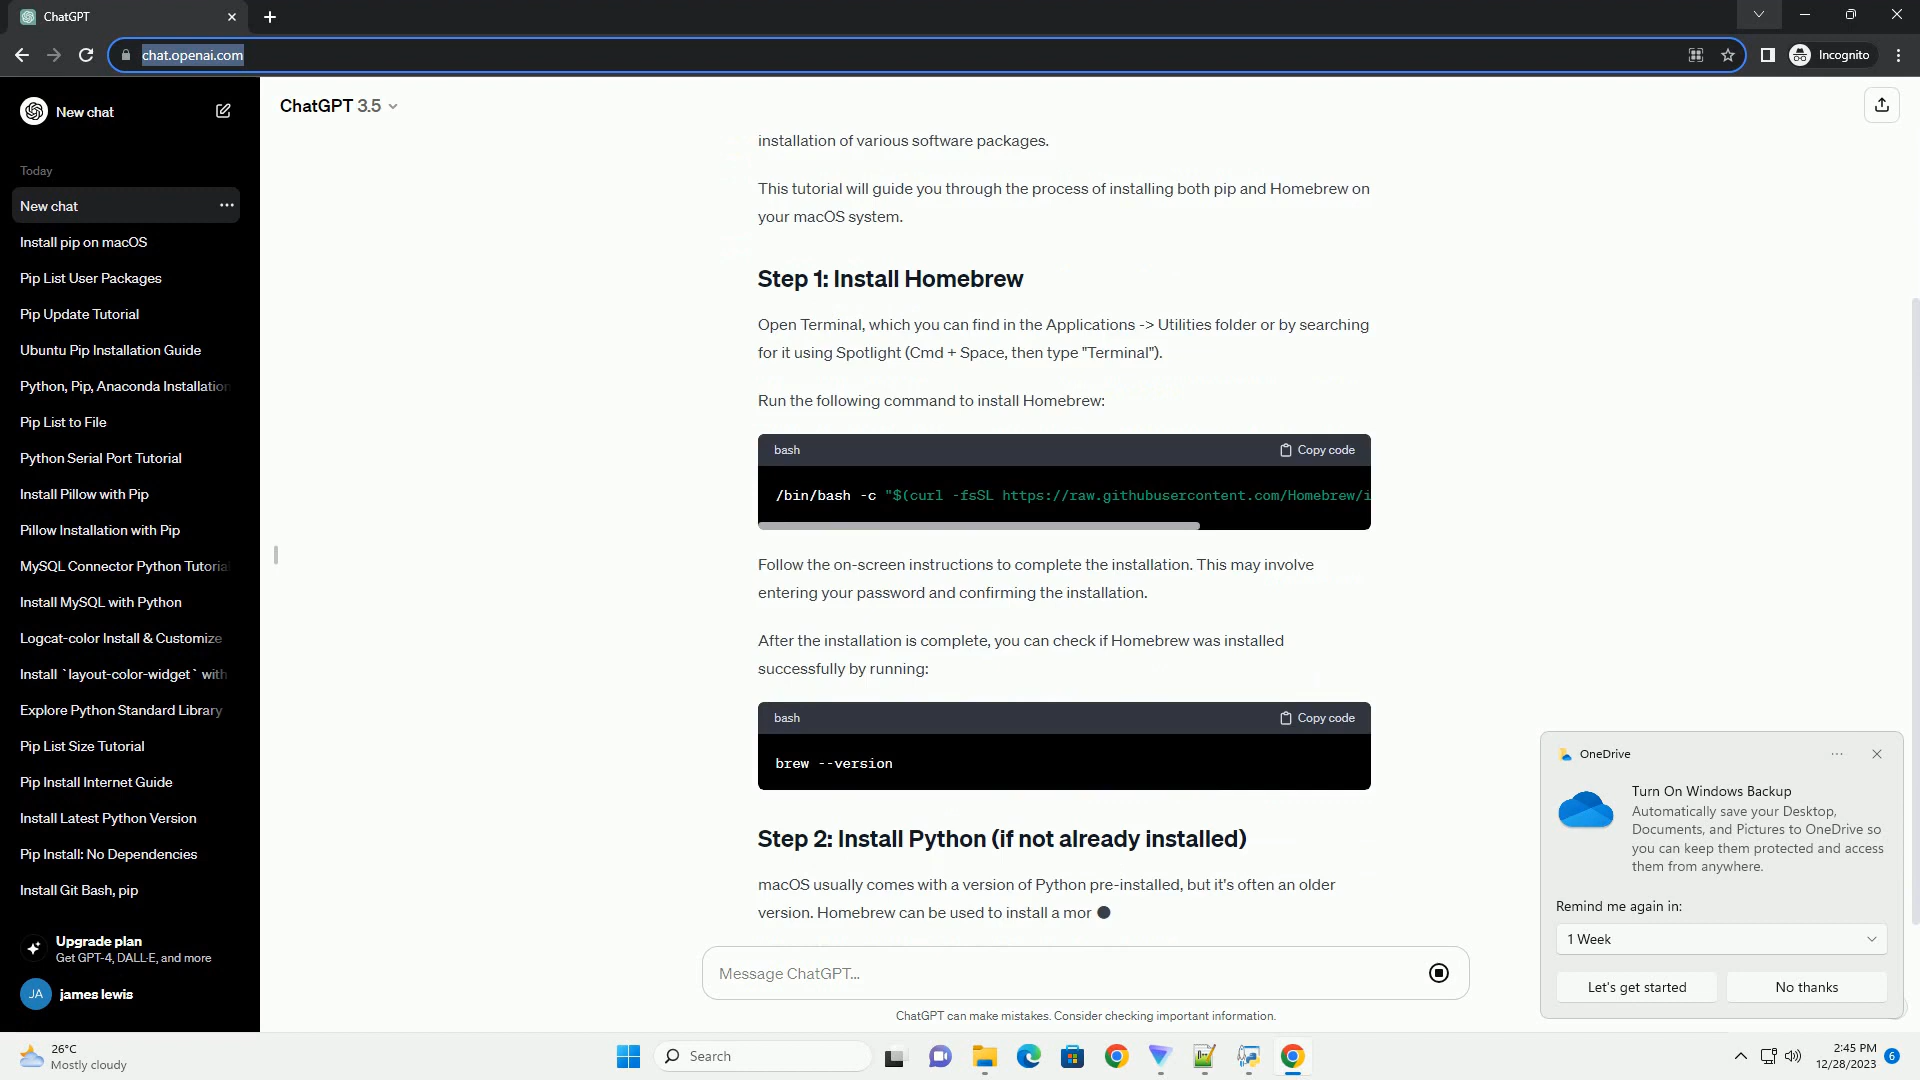 ChatGPT
chat.openai.com
Incognito
New chat
Today
New chat
Install pip on macOS
Pip List User Packages
Pip Update Tutorial
Ubuntu Pip Installation Guide
Python, Pip, Anaconda Installation
Pip List to File
Python Serial Port Tutorial
Install Pillow with Pip
Pillow Installation with Pip
MySQL Connector Python Tutoria
Install MySQL with Python
Logcat-color Install & Customize
Install `layout-color-widget` with
Explore Python Standard Library
Pip List Size Tutorial
Pip Install Internet Guide
Install Latest Python Version
Pip Install: No Dependencies
Install Git Bash, pip
Upgrade plan
Get GPT-4, DALL·E, and more
JA
james lewis
ChatGPT 3.5
installation of various software packages.
This tutorial will guide you through the process of installing both pip and Homebrew on
your macOS system.
Step 1: Install Homebrew
Open Terminal, which you can find in the Applications -> Utilities folder or by searching
for it using Spotlight (Cmd + Space, then type "Terminal").
Run the following command to install Homebrew:
bash
Copy code
/bin/bash -c "$(curl -fsSL https://raw.githubusercontent.com/Homebrew/i
Follow the on-screen instructions to complete the installation. This may involve
entering your password and confirming the installation.
After the installation is complete, you can check if Homebrew was installed
successfully by running:
bash
Copy code
brew --version
Step 2: Install Python (if not already installed)
macOS usually comes with a version of Python pre-installed, but it's often an older
version. Homebrew can be used to install a mor
Message ChatGPT...
ChatGPT can make mistakes. Consider checking important information.
OneDrive
Turn On Windows Backup
Automatically save your Desktop,
Documents, and Pictures to OneDrive so
you can keep them protected and access
them from anywhere.
Remind me again in:
1 Week
Let's get started
No thanks
26°C
Mostly cloudy
Search
2:45 PM
12/28/2023
6